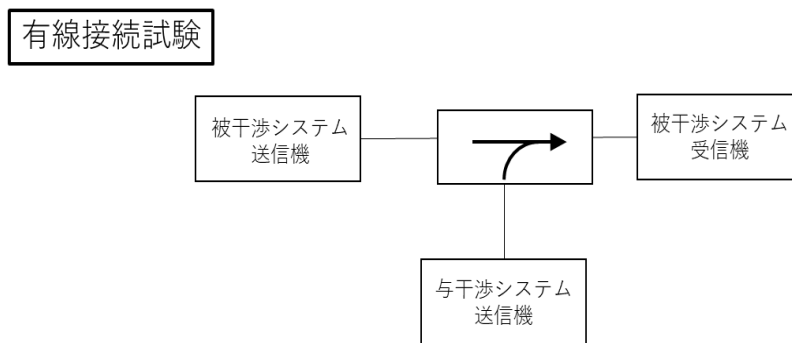 有線接続試験
被干渉システム
送信機
被干渉システム
受信機
与干渉システム
送信機